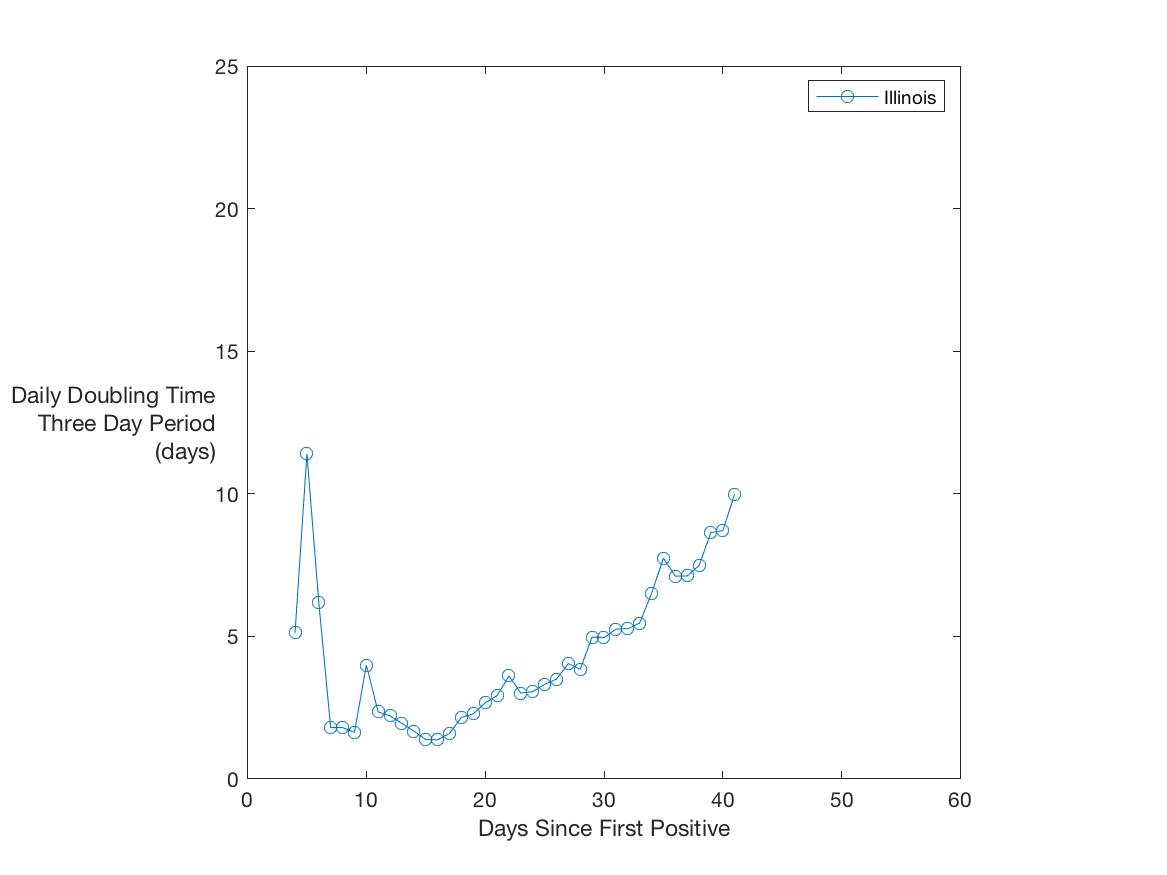 25
Illinois
20
15
Daily Doubling Time
Three Day Period
(days)
10
5
0
0 10 20 30 40 50 60
Days Since First Positive